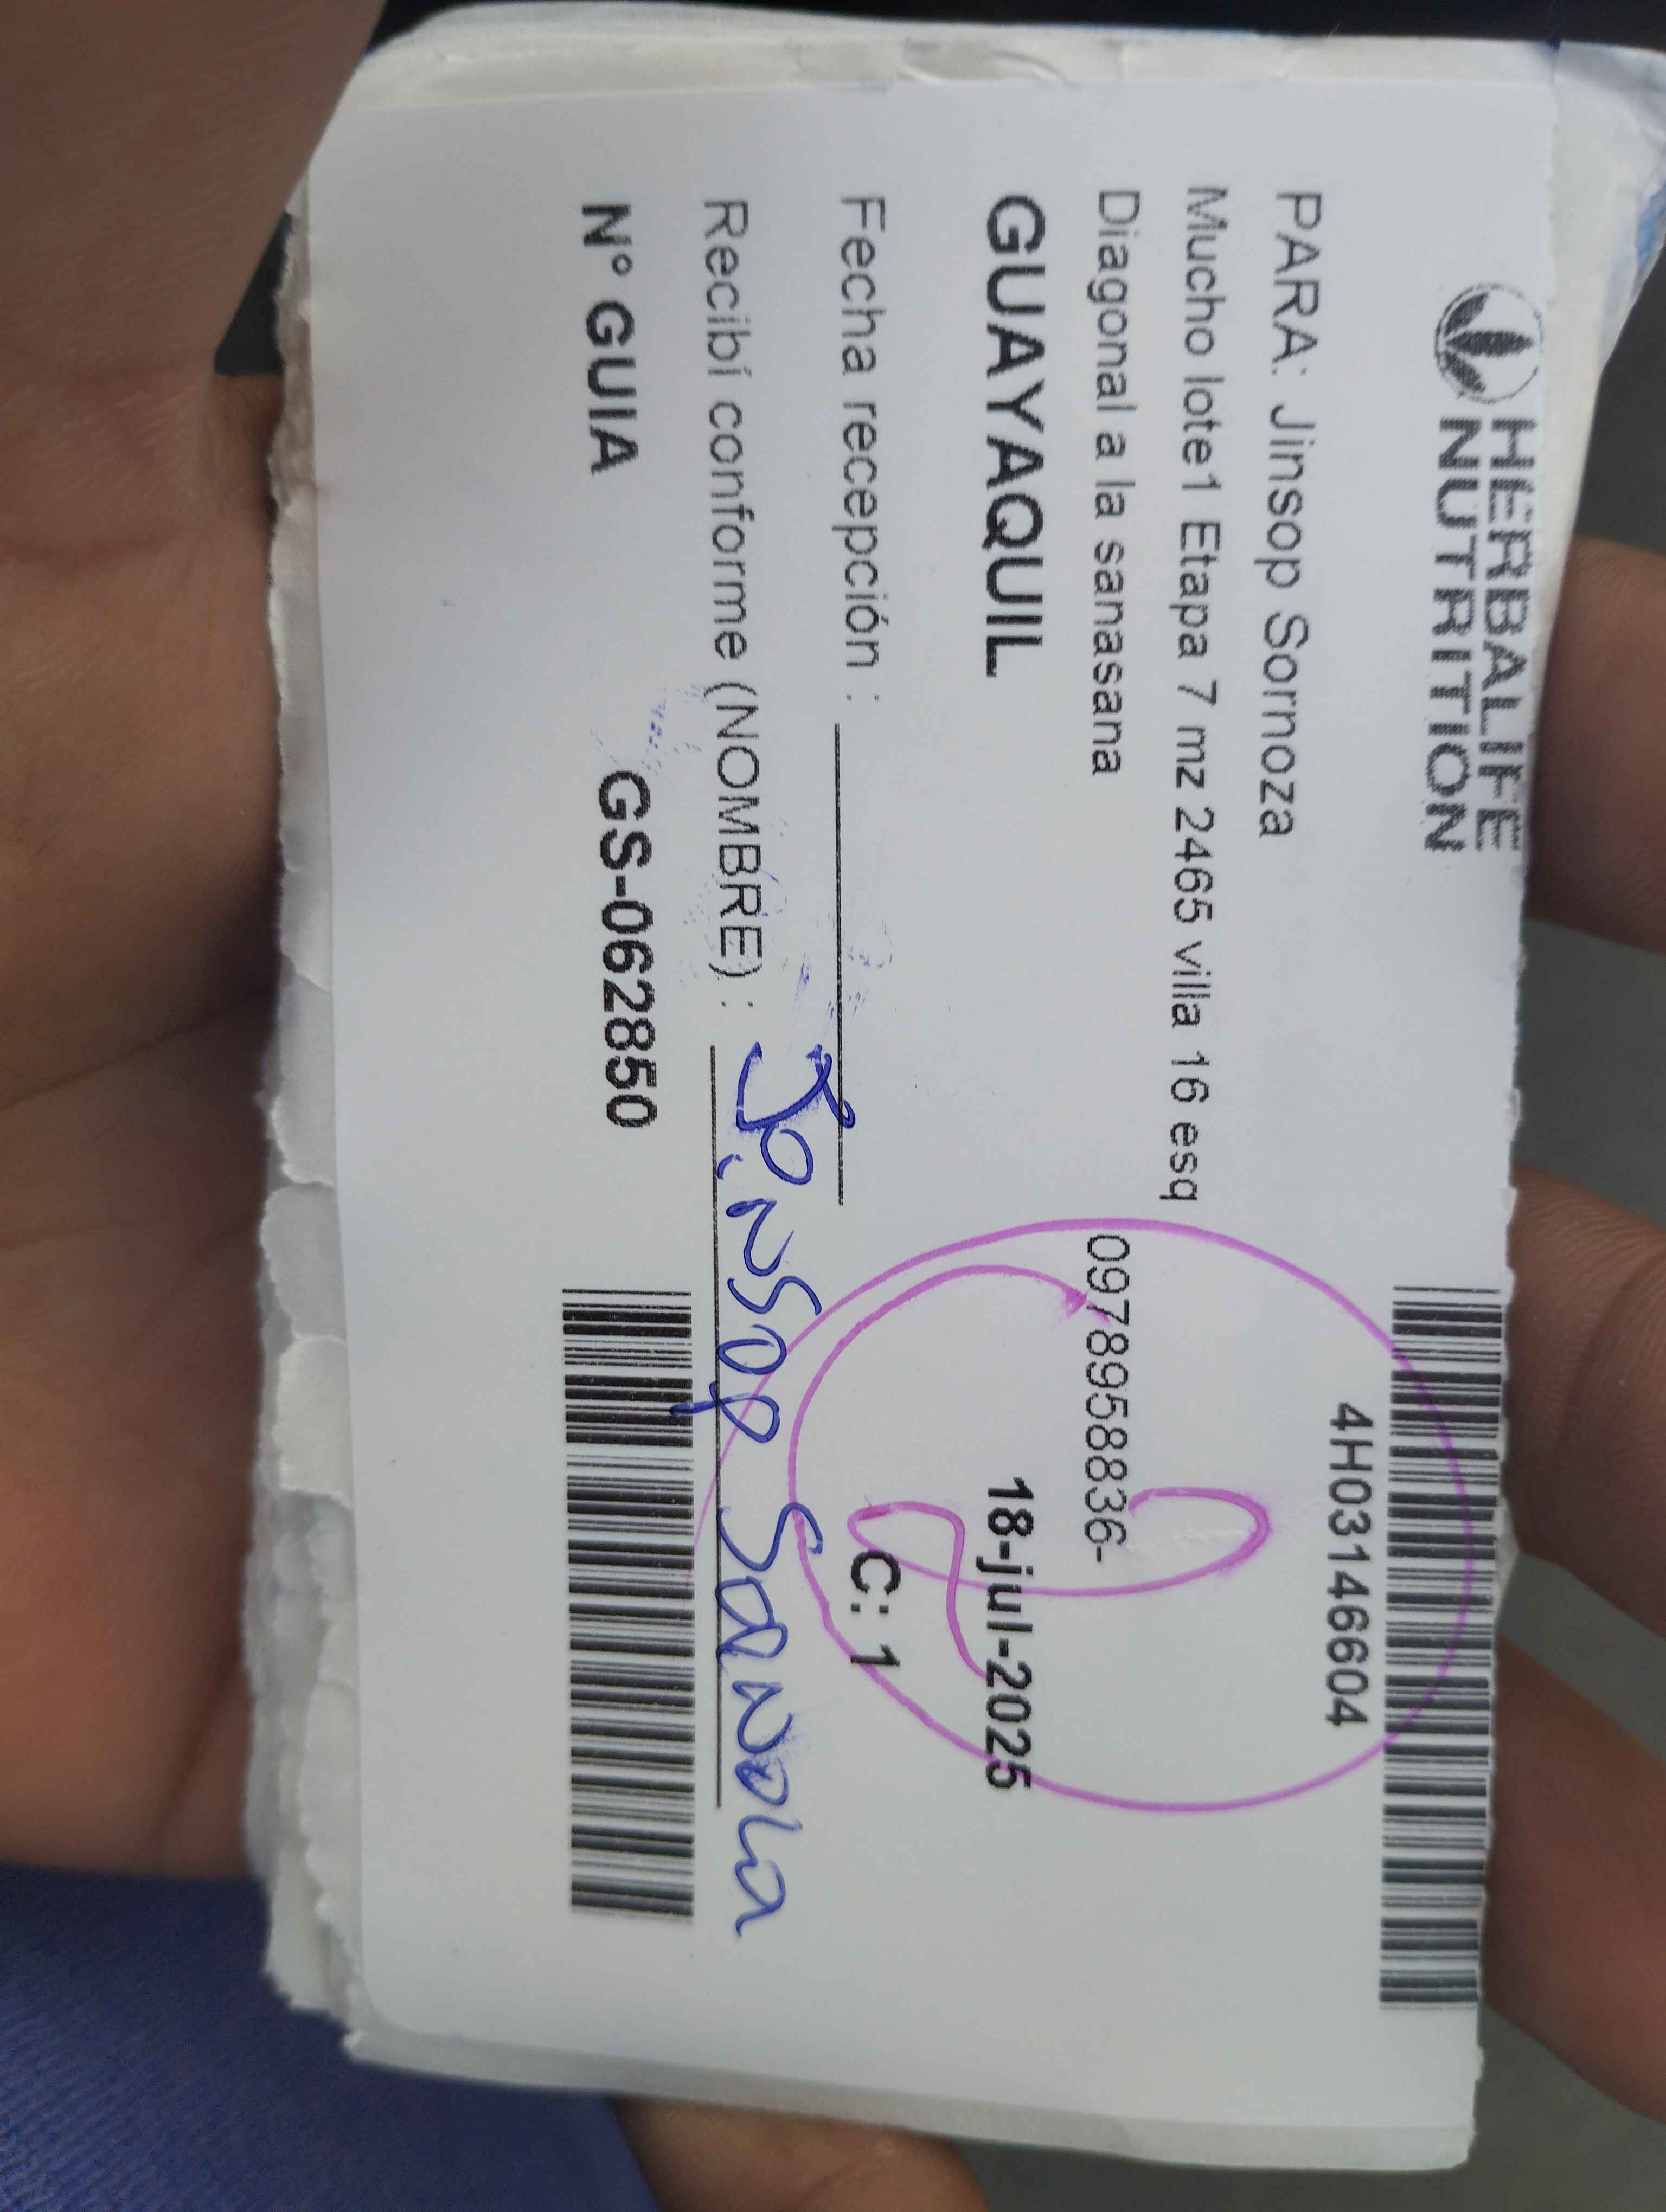 HERBALIFE
NUTRITION
4H03146604
PARA: Jinsop Sornoza
Mucho lote1 Etapa 7 mz 2465 villa 16 esq
Diagonal a la sanasana
0978958836-
GUAYAQUIL
18-jul-2025
Fecha recepción :
C: 1
Recibí conforme (NOMBRE) : Jinsop
N° GUIA
GS-062850